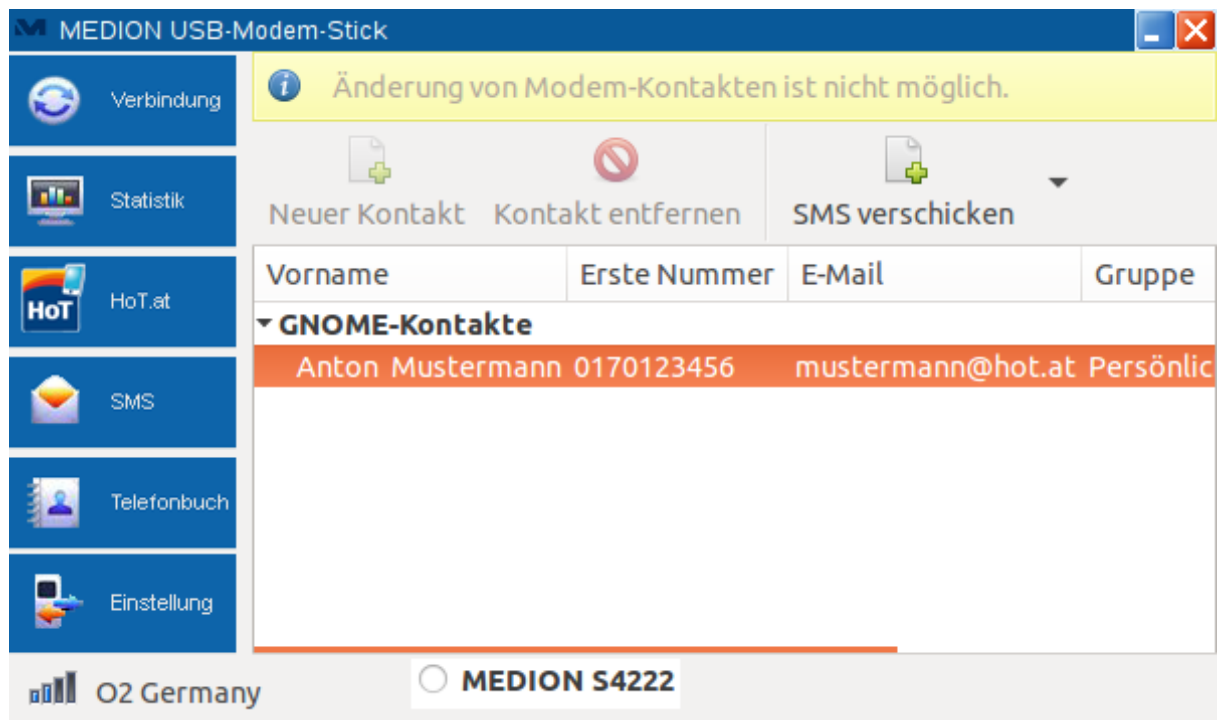 MEDION USB-Modem-Stick
Verbindung
Änderung von Modem-Kontakten ist nicht möglich.
Neuer Kontakt Kontakt entfernen SMS verschicken
Statistik
Vorname Erste Nummer E-Mail Gruppe
HoT HoT.at
GNOME-Kontakte
Anton Mustermann 0170123456 mustermann@hot.at Persönlic
SMS
Telefonbuch
Einstellung
O2 Germany MEDION S4222